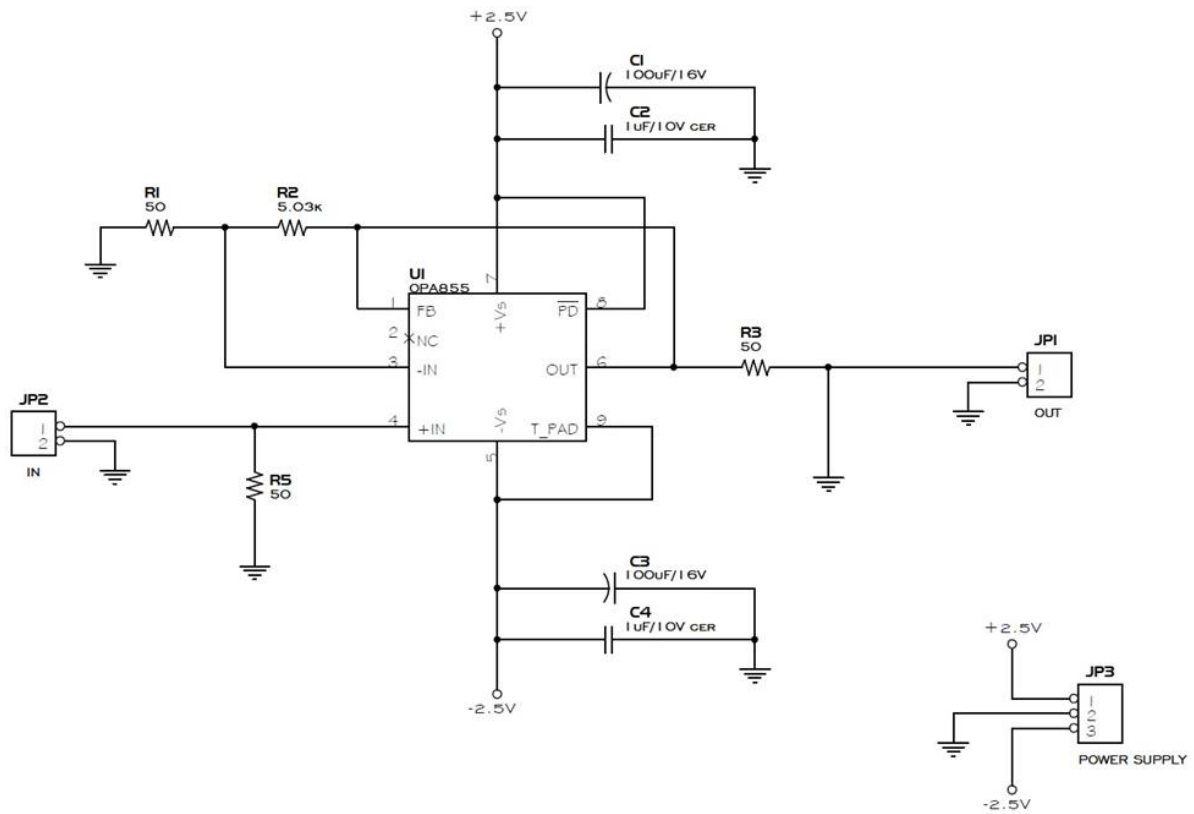 +2.5V
C1
100uF/16V
C2
1uF/10V CER
R1
50
R2
5.03K
U1
OPA855
7
+Vs
1
FB
PD
8
2
NC
3
-IN
OUT
6
R3
50
JP1
1
2
OUT
JP2
1
2
IN
4
+IN
-Vs
T_PAD
9
5
R5
50
C3
100uF/16V
C4
1uF/10V CER
-2.5V
+2.5V
JP3
1
2
3
POWER SUPPLY
-2.5V